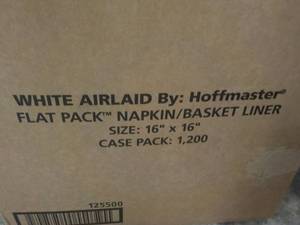 WHITE AIRLAID By: Hoffmaster®
FLAT PACK™ NAPKIN/BASKET LINER
SIZE: 16" x 16"
CASE PACK: 1,200
125500